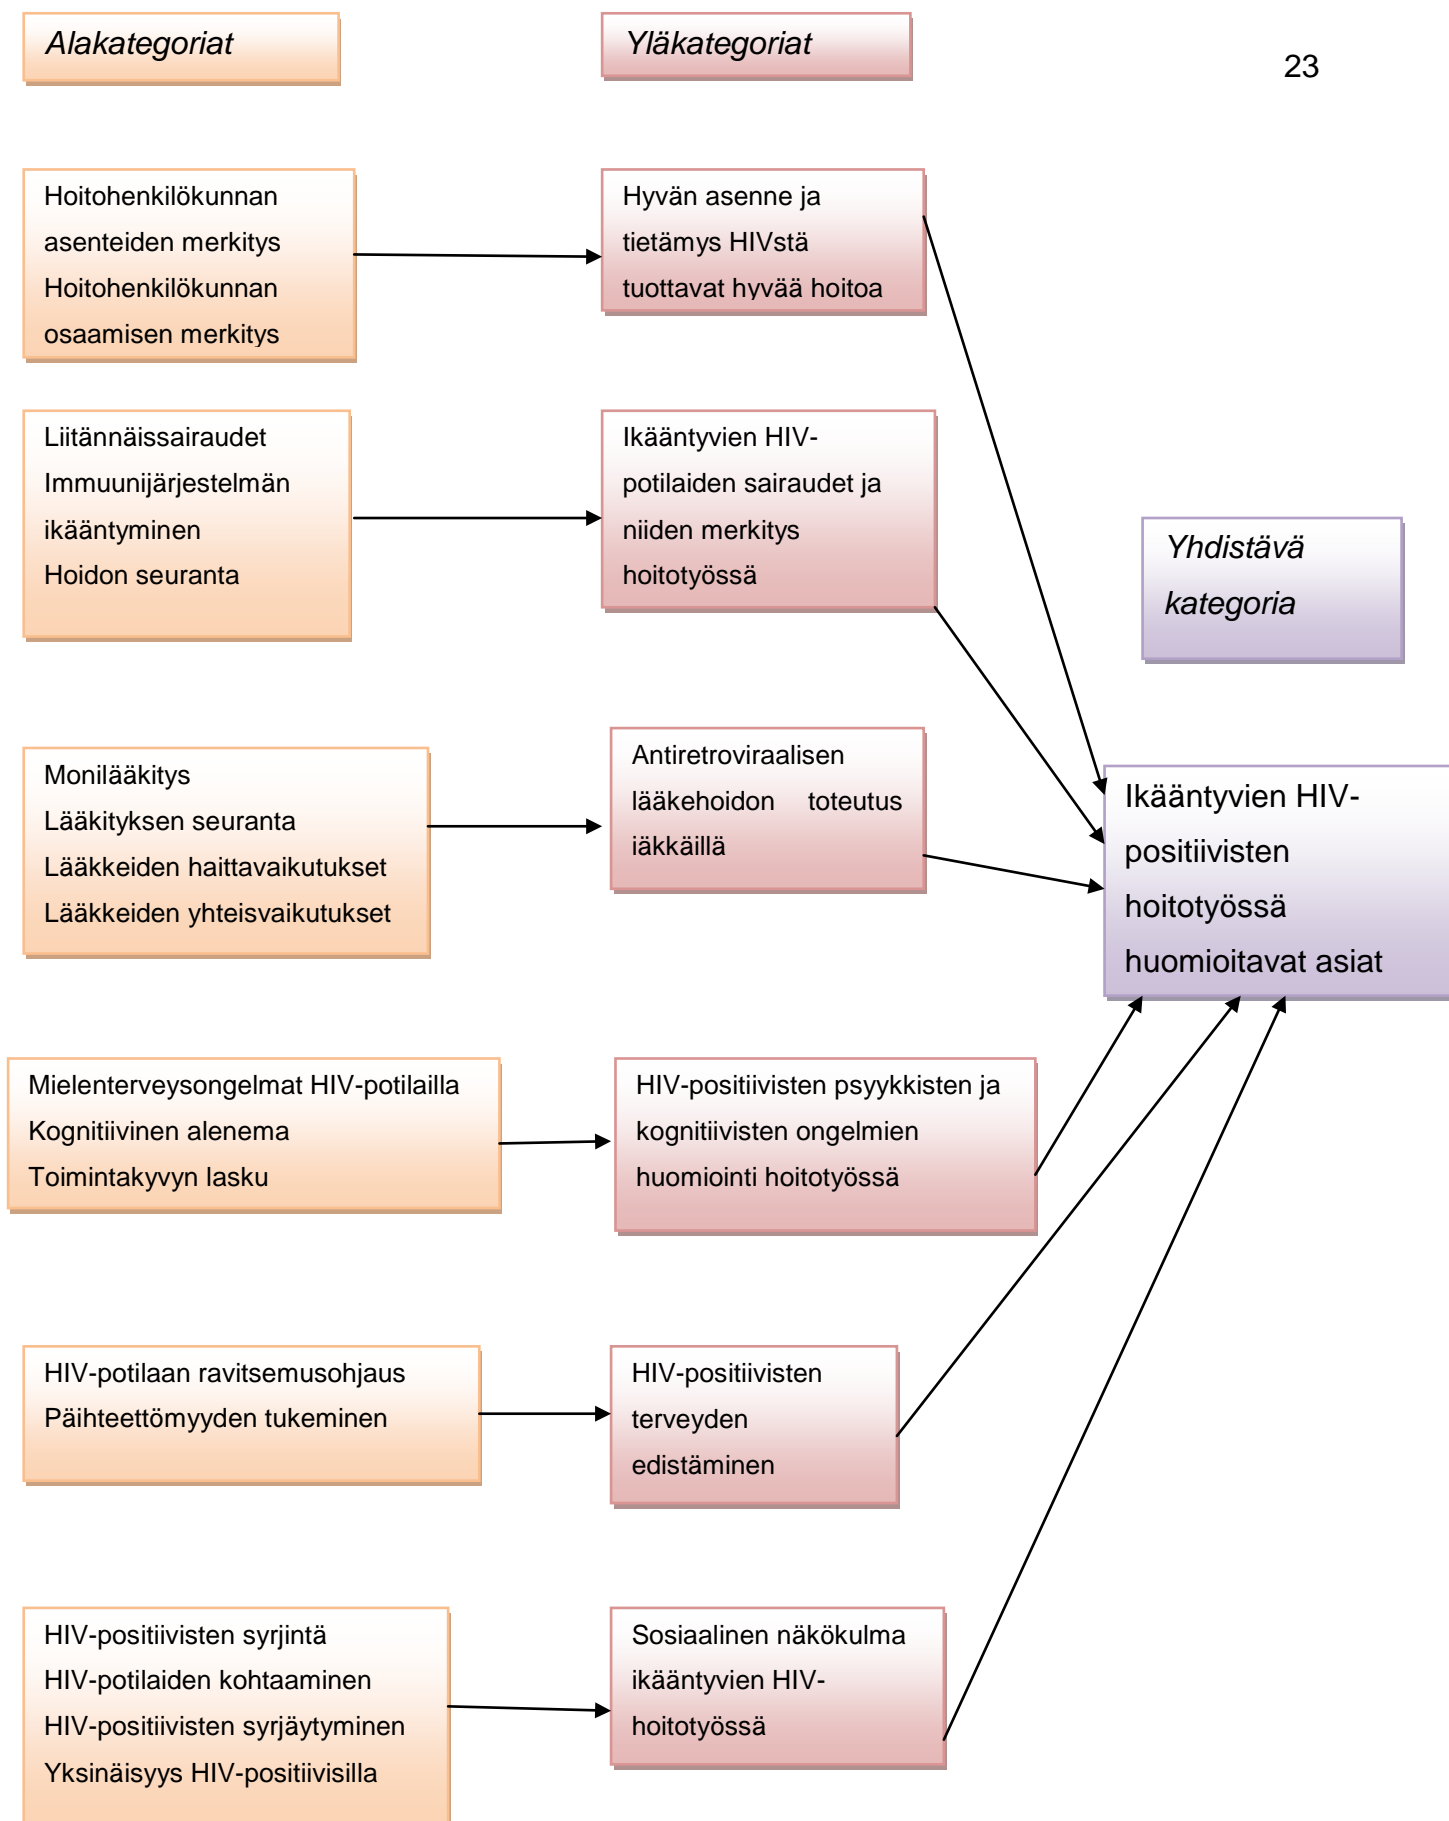 Alakategoriat
Yläkategoriat
23
Hoitohenkilökunnan
asenteiden merkitys
Hoitohenkilökunnan
osaamisen merkitys
Hyvän asenne ja
tietämys HIVstä
tuottavat hyvää hoitoa
Liitännäissairaudet
Immuunijärjestelmän
ikääntyminen
Hoidon seuranta
Ikääntyvien HIV-
potilaiden sairaudet ja
niiden merkitys
hoitotyössä
Yhdistävä
kategoria
Monilääkitys
Lääkityksen seuranta
Lääkkeiden haittavaikutukset
Lääkkeiden yhteisvaikutukset
Antiretroviraalisen
lääkehoidon toteutus
iäkkäillä
Ikääntyvien HIV-
positiivisten
hoitotyössä
huomioitavat asiat
Mielenterveysongelmat HIV-potilailla
Kognitiivinen alenema
Toimintakyvyn lasku
HIV-positiivisten psyykkisten ja
kognitiivisten ongelmien
huomiointi hoitotyössä
HIV-potilaan ravitsemusohjaus
Päihteettömyyden tukeminen
HIV-positiivisten
terveyden
edistäminen
HIV-positiivisten syrjintä
HIV-potilaiden kohtaaminen
HIV-positiivisten syrjäytyminen
Yksinäisyys HIV-positiivisilla
Sosiaalinen näkökulma
ikääntyvien HIV-
hoitotyössä